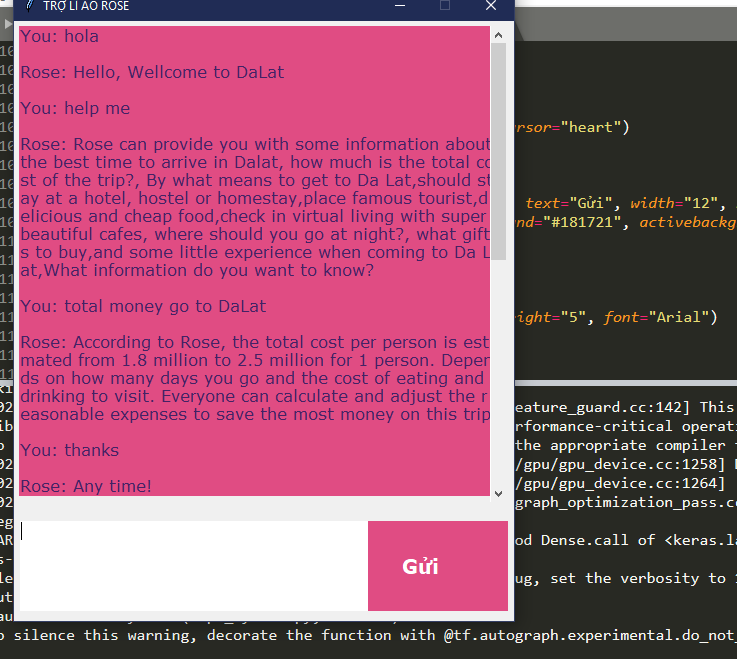 TRỢ LÍ ẢO ROSE
You: hola
Rose: Hello, Wellcome to DaLat
You: help me
Rose: Rose can provide you with some information about
the best time to arrive in Dalat, how much is the total co
st of the trip?, By what means to get to Da Lat,should st
ay at a hotel, hostel or homestay,place famous tourist,d
elicious and cheap food,check in virtual living with super
beautiful cafes, where should you go at night?, what gift
s to buy,and some little experience when coming to Da L
at,What information do you want to know?
You: total money go to DaLat
Rose: According to Rose, the total cost per person is est
mated from 1.8 million to 2.5 million for 1 person. Depen
ds on how many days you go and the cost of eating and
drinking to visit. Everyone can calculate and adjust the r
easonable expenses to save the most money on this trip
You: thanks
Rose: Any time!
Gửi
rsor="heart")
text="Gửi", width="12",
nd="#181721", activebackg
ight="5", font="Arial")
eature_guard.cc:142] This
rformance-critical operati
the appropriate compiler
/gpu/gpu_device.cc:1258]
/gpu/gpu_device.cc:1264]
ograph_optimization_pass.c
od Dense.call of <keras.la
ug, set the verbosity to
o silence this warning, decorate the function with @tf.autograph.experimental.do_not_